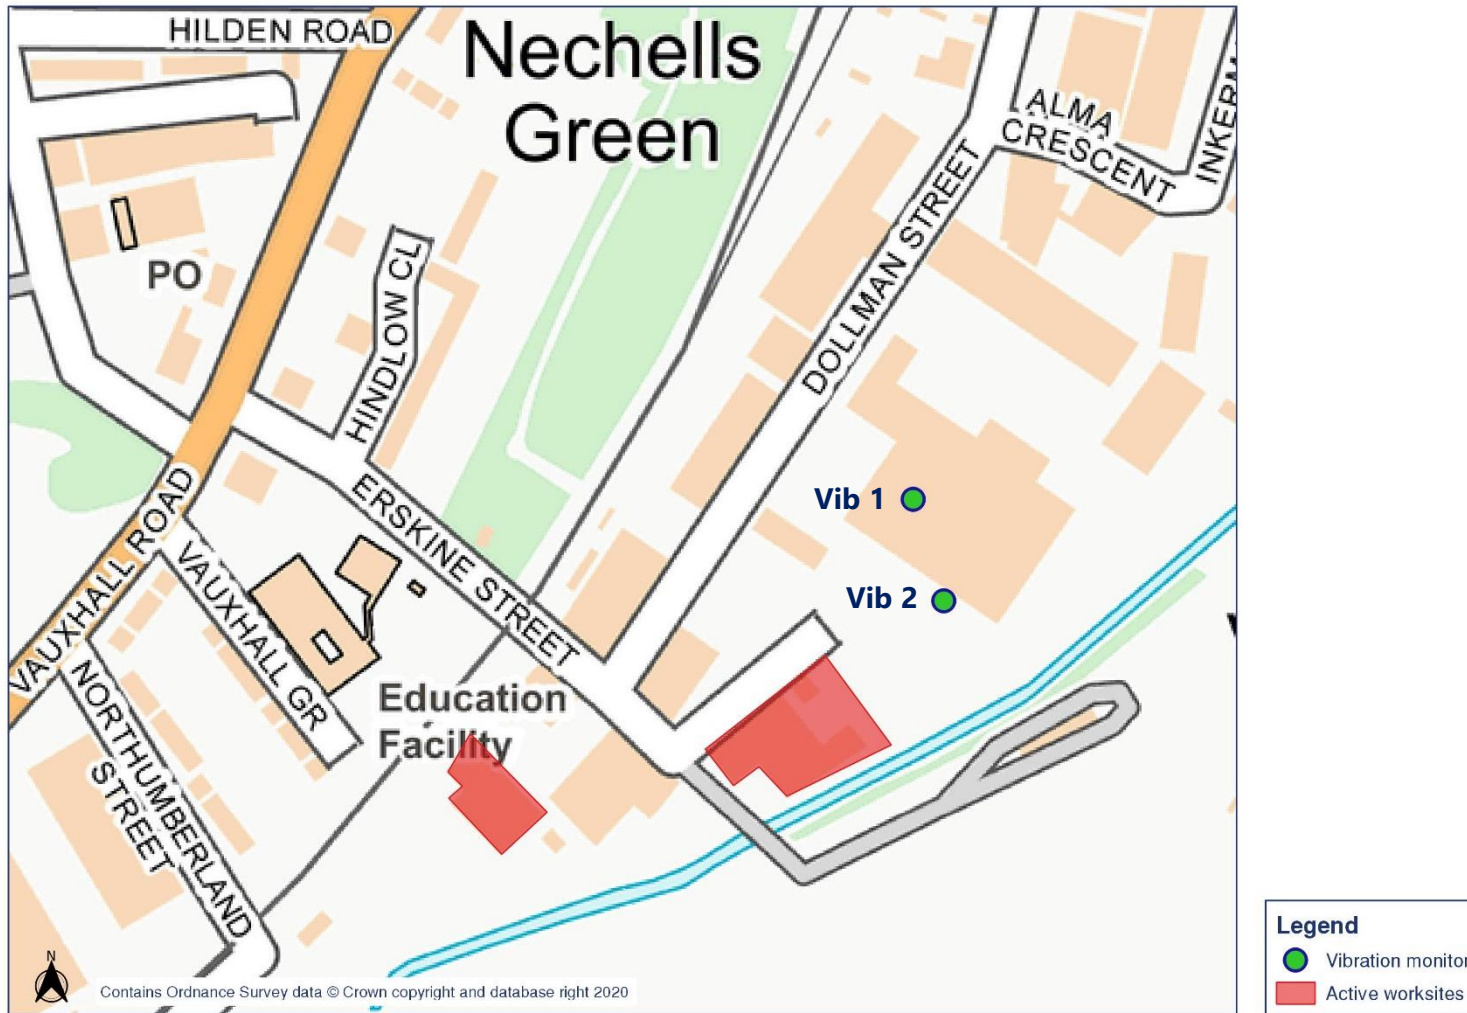 HILDEN ROAD
Nechells
Green
ALMA
CRESCENT
PO
HINDLOW CL
DOLLMAN STREET
ERSKINE STREET
VAUXHALL ROAD
VAUXHALL GR
NORTHUMBERLAND
STREET
Vib 1
Vib 2
Education
Facility
N
Contains Ordnance Survey data © Crown copyright and database right 2020
Legend
Vibration monitor
Active worksites